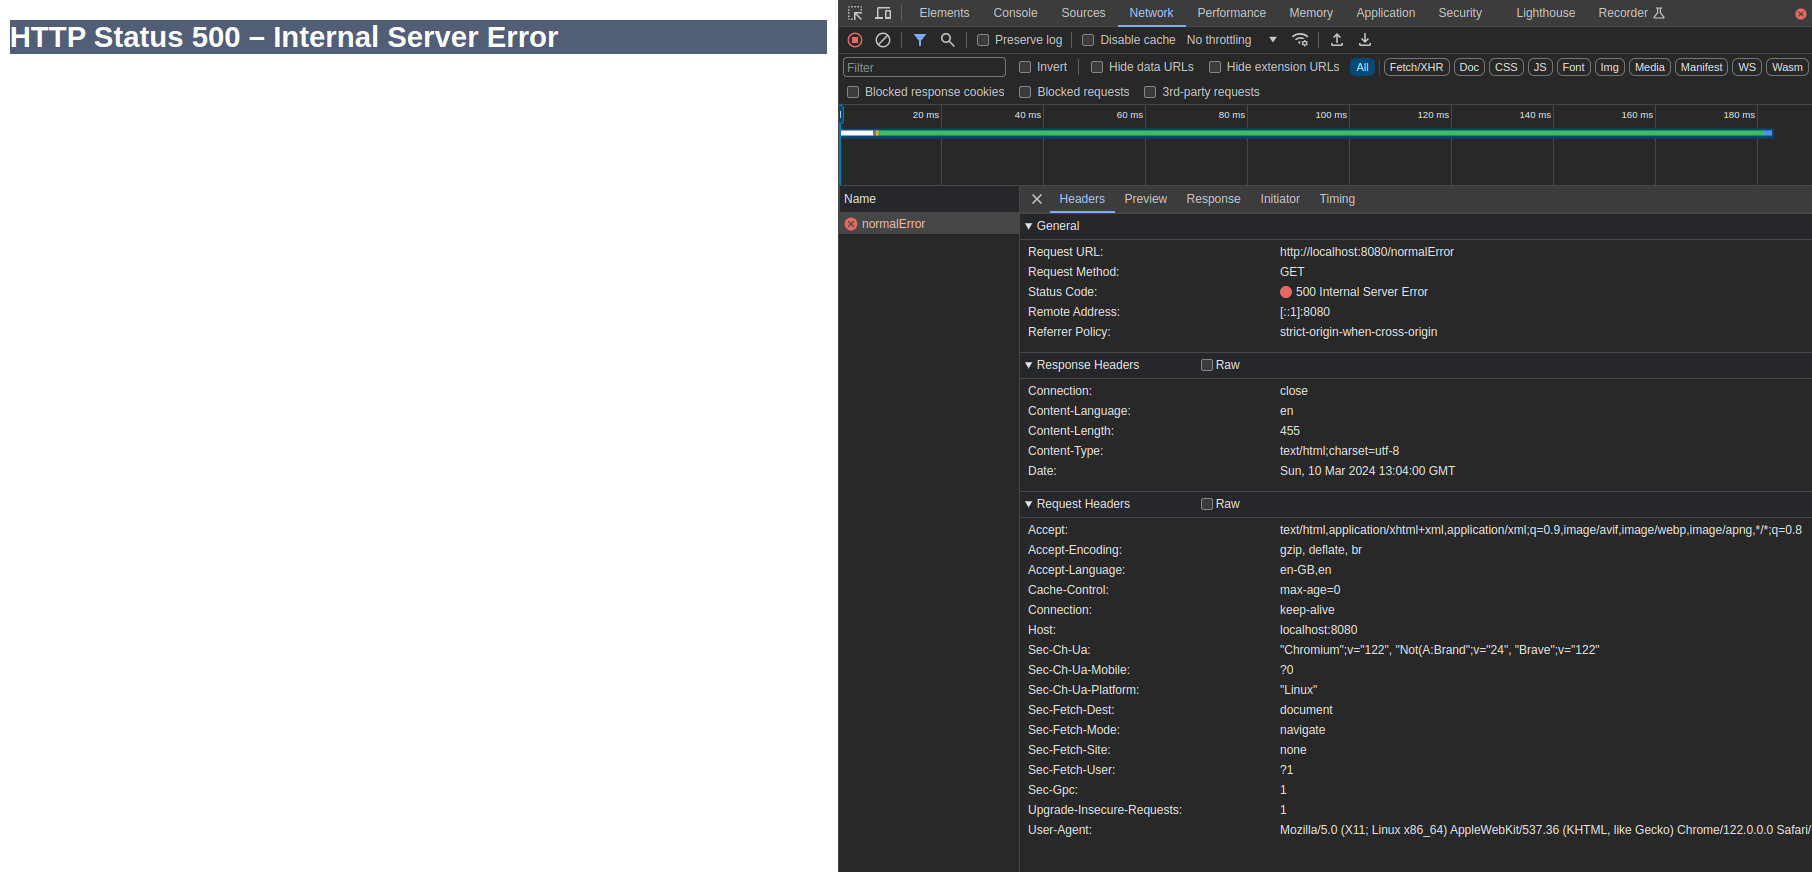 HTTP Status 500 – Internal Server Error
Elements Console Sources Network Performance Memory Application Security Lighthouse Recorder
Preserve log Disable cache No throttling
Filter Invert Hide data URLs Hide extension URLs All Fetch/XHR Doc CSS JS Font Img Media Manifest WS Wasm
Blocked response cookies Blocked requests 3rd-party requests
20 ms 40 ms 60 ms 80 ms 100 ms 120 ms 140 ms 160 ms 180 ms
Name Headers Preview Response Initiator Timing
normalError
General
Request URL: http://localhost:8080/normalError
Request Method: GET
Status Code: 500 Internal Server Error
Remote Address: [::1]:8080
Referrer Policy: strict-origin-when-cross-origin
Response Headers Raw
Connection: close
Content-Language: en
Content-Length: 455
Content-Type: text/html;charset=utf-8
Date: Sun, 10 Mar 2024 13:04:00 GMT
Request Headers Raw
Accept: text/html,application/xhtml+xml,application/xml;q=0.9,image/avif,image/webp,image/apng,*/*;q=0.8
Accept-Encoding: gzip, deflate, br
Accept-Language: en-GB,en
Cache-Control: max-age=0
Connection: keep-alive
Host: localhost:8080
Sec-Ch-Ua: "Chromium";v="122", "Not(A:Brand";v="24", "Brave";v="122"
Sec-Ch-Ua-Mobile: ?0
Sec-Ch-Ua-Platform: "Linux"
Sec-Fetch-Dest: document
Sec-Fetch-Mode: navigate
Sec-Fetch-Site: none
Sec-Fetch-User: ?1
Sec-Gpc: 1
Upgrade-Insecure-Requests: 1
User-Agent: Mozilla/5.0 (X11; Linux x86_64) AppleWebKit/537.36 (KHTML, like Gecko) Chrome/122.0.0.0 Safari/